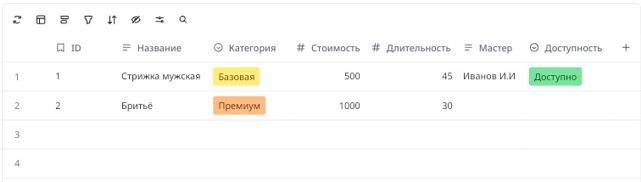 ID Название Категория # Стоимость # Длительность Мастер Доступность +
1 1 Стрижка мужская Базовая 500 45 Иванов И.И Доступно
2 2 Бритьё Премиум 1000 30
3
4